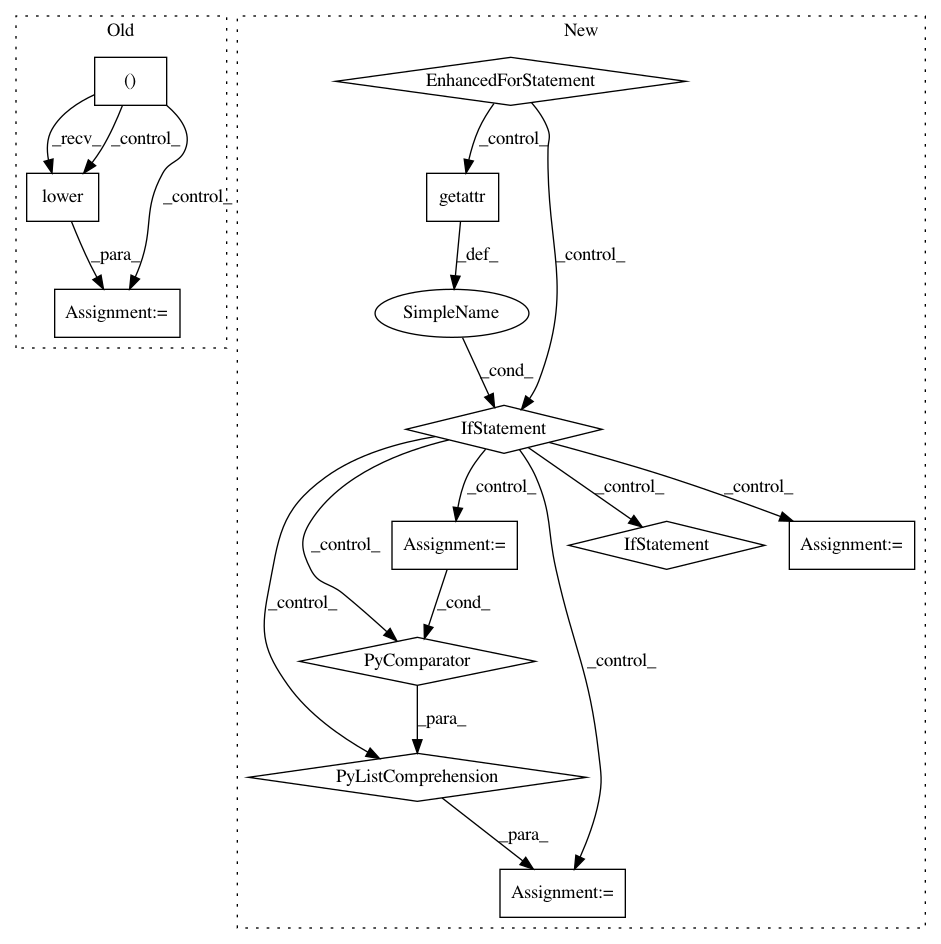 Old
New
()
EnhancedForStatement
_recv_
_control_
_control_
lower
_control_
getattr
_para_
_def_
_control_
Assignment:=
SimpleName
_cond_
IfStatement
_control_
_control_
_control_
_control_
Assignment:=
IfStatement
Assignment:=
_control_
_cond_
_control_
PyComparator
_para_
PyListComprehension
_para_
Assignment:=